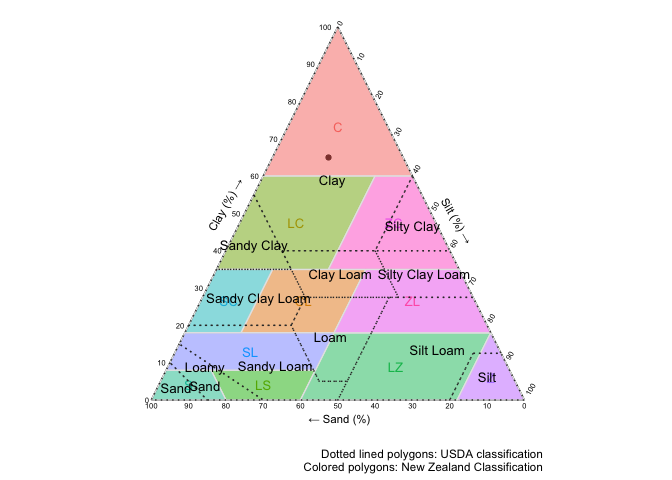 100
0
90
10
80
20
C
70
30
60
40
Clay
Clay (%) →
Silt (%) →
50
50
LC
Silty Clay
40
Sandy Clay
60
Clay Loam
Silty Clay Loam
70
30
Sandy Clay Loam
ZL
20
80
Loam
SL
Silt Loam
90
10
Loamy
Sandy Loam
LZ
Silt
Sand
Sand
LS
0
100
100
90
80
70
60
50
40
30
20
10
0
← Sand (%)
Dotted lined polygons: USDA classification
Colored polygons: New Zealand Classification